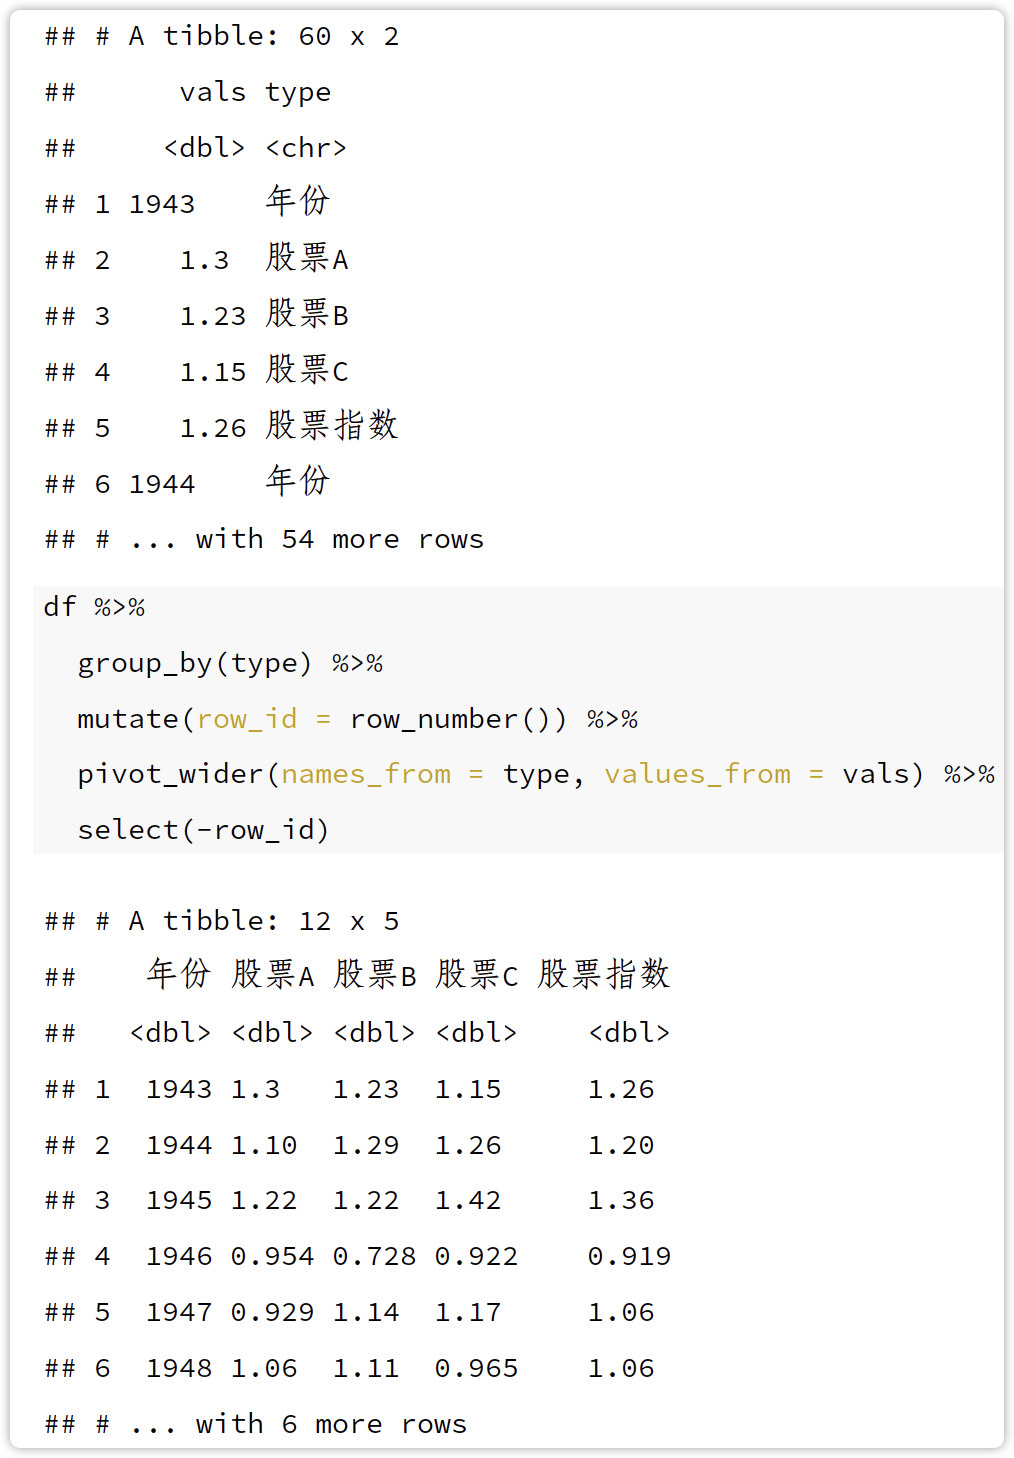 ## # A tibble: 60 x 2
##      vals type
##     <dbl> <chr>
## 1 1943    年份
## 2    1.3  股票A
## 3    1.23 股票B
## 4    1.15 股票C
## 5    1.26 股票指数
## 6 1944    年份
## # ... with 54 more rows
df %>%
  group_by(type) %>%
  mutate(row_id = row_number()) %>%
  pivot_wider(names_from = type, values_from = vals) %>%
  select(-row_id)
## # A tibble: 12 x 5
##    年份 股票A 股票B 股票C 股票指数
##   <dbl> <dbl> <dbl> <dbl>    <dbl>
## 1  1943 1.3   1.23  1.15     1.26
## 2  1944 1.10  1.29  1.26     1.20
## 3  1945 1.22  1.22  1.42     1.36
## 4  1946 0.954 0.728 0.922    0.919
## 5  1947 0.929 1.14  1.17     1.06
## 6  1948 1.06  1.11  0.965    1.06
## # ... with 6 more rows